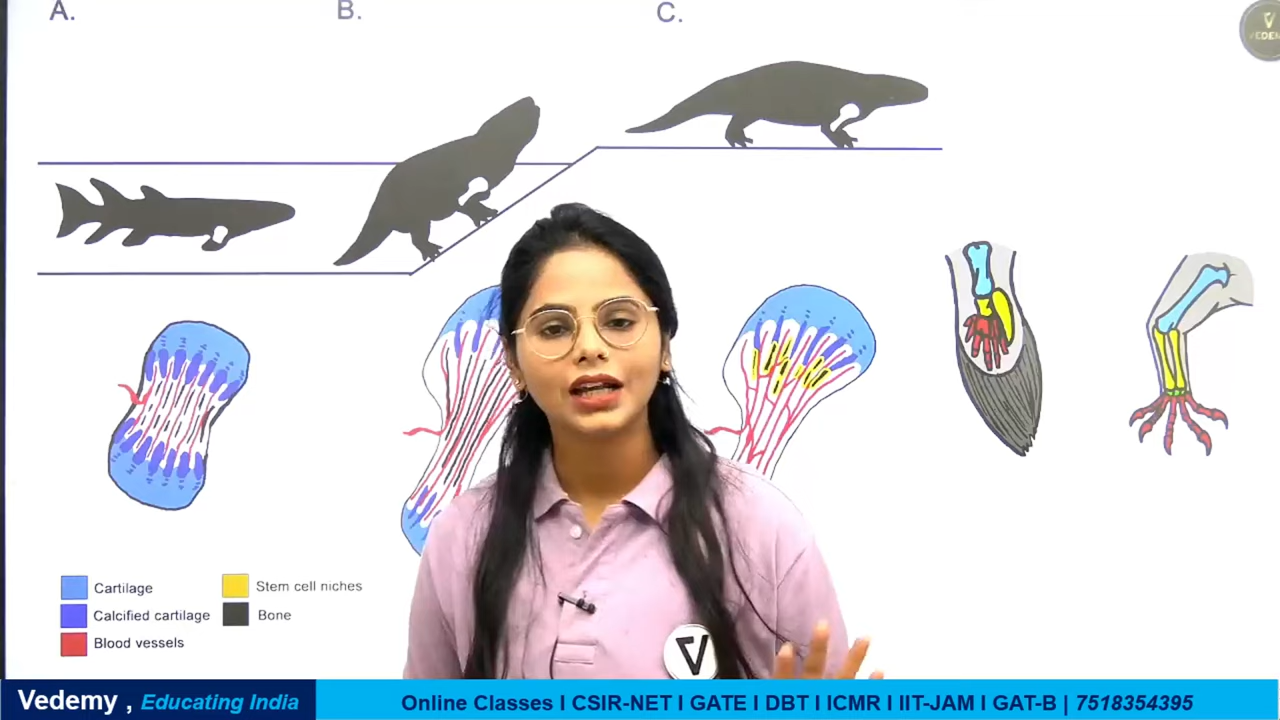 A. B. C.
VEDEM
Cartilage
Stem cell niches
Calcified cartilage
Bone
Blood vessels
V
Vedemy , Educating India
Online Classes I CSIR-NET I GATE I DBT I ICMR I IIT-JAM I GAT-B | 7518354395